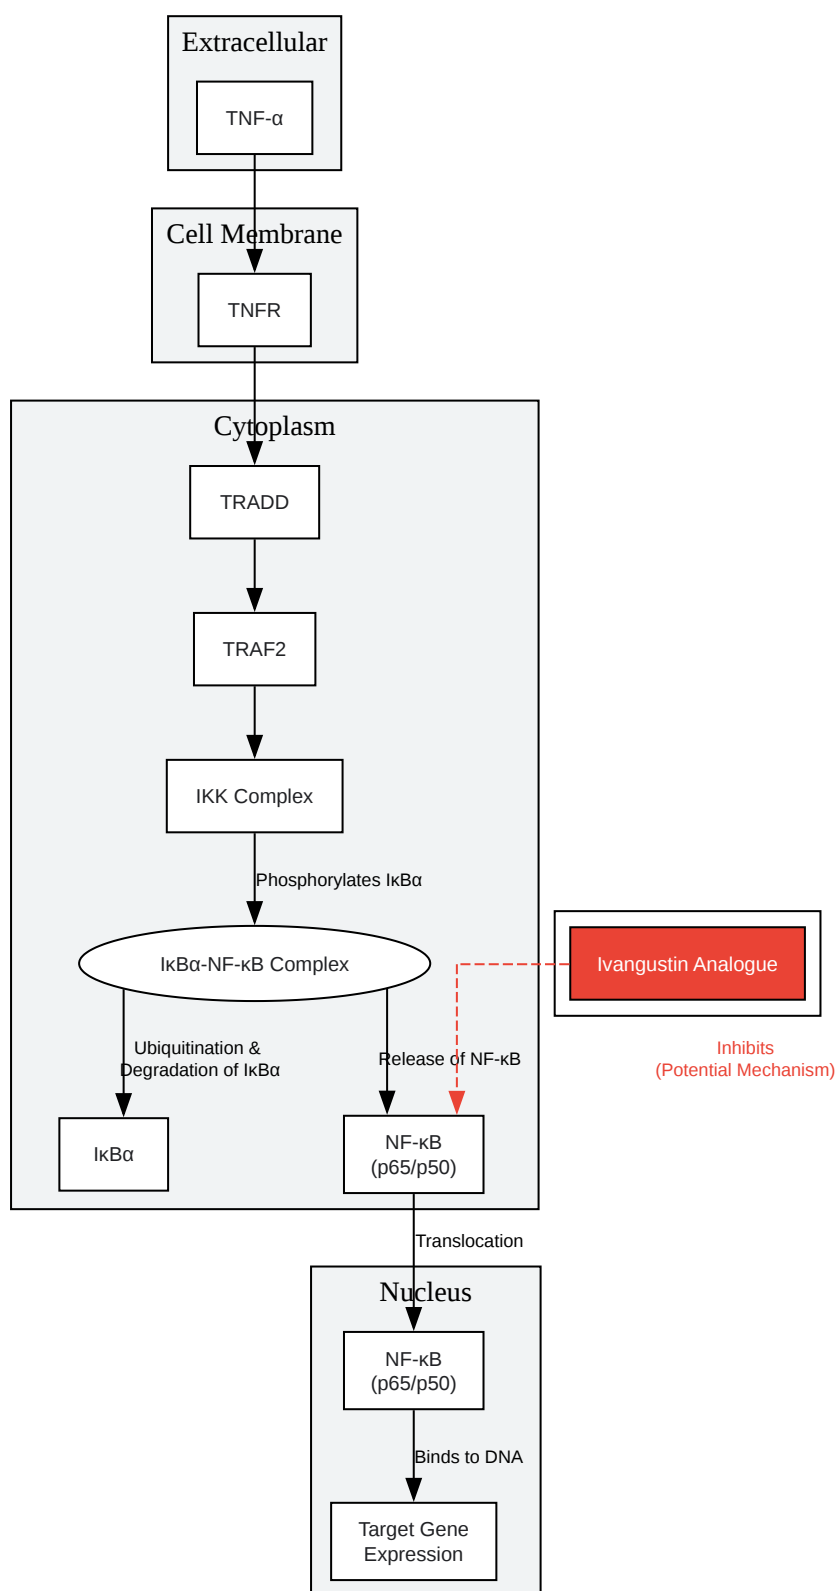 Extracellular
TNF-α
Cell Membrane
TNFR
Cytoplasm
TRADD
TRAF2
IKK Complex
Phosphorylates IκBα
IκBα-NF-κB Complex
Ivangustin Analogue
Ubiquitination &
Degradation of IκBα
Release of NF-κB
Inhibits
(Potential Mechanism)
IκBα
NF-κB
(p65/p50)
Translocation
Nucleus
NF-κB
(p65/p50)
Binds to DNA
Target Gene
Expression